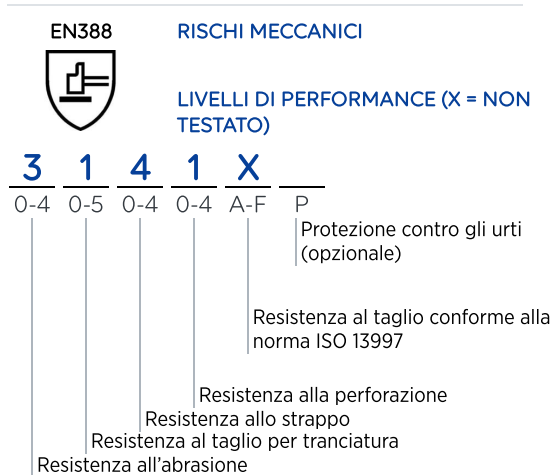 EN388
RISCHI MECCANICI
LIVELLI DI PERFORMANCE (X = NON
TESTATO)
3 1 4 1 X
0-4 0-5 0-4 0-4 A-F P
Protezione contro gli urti
(opzionale)
Resistenza al taglio conforme alla
norma ISO 13997
Resistenza alla perforazione
Resistenza allo strappo
Resistenza al taglio per tranciatura
Resistenza all'abrasione